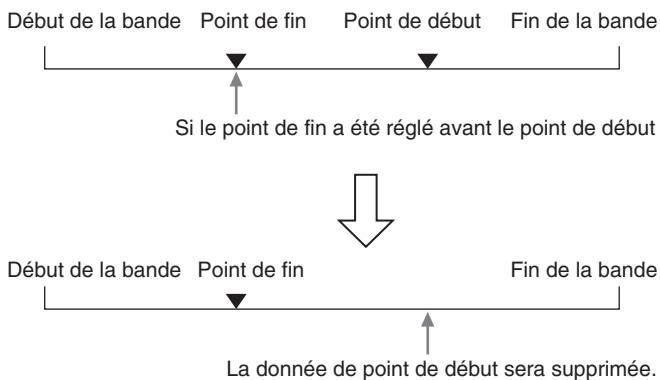 Début de la bande Point de fin Point de début Fin de la bande
Si le point de fin a été réglé avant le point de début
Début de la bande Point de fin Fin de la bande
La donnée de point de début sera supprimée.